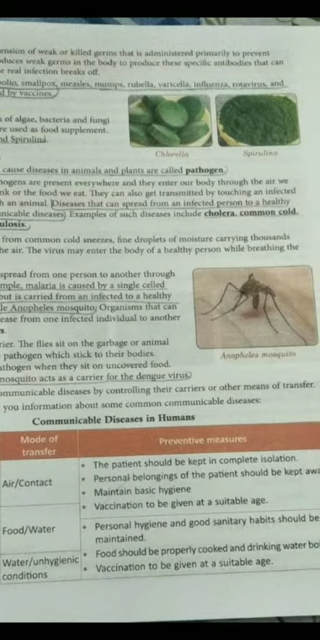 ension of weak or killed germs that is administered primarily to prevent
oduces weak germs in the body to produce these specific antibodies that can
e real infection breaks off.
polio, smallpox, measles, mumps, rubella, varicella, influenza, rotavirus, and
d by vaccines.
s of algae, bacteria and fungi
re used as food supplement.
nd Spirulina.
Chlorella
Spirulina
cause diseases in animals and plants are called pathogen.
hogens are present everywhere and they enter our body through the air we
nk or the food we eat. They can also get transmitted by touching an infected
h an animal. Diseases that can spread from an infected person to a healthy
nicable diseases. Examples of such diseases include cholera, common cold,
ulosis.
from common cold sneezes, fine droplets of moisture carrying thousands
he air. The virus may enter the body of a healthy person while breathing the
spread from one person to another through
mple, malaria is caused by a single celled
but is carried from an infected to a healthy
le Anopheles mosquito. Organisms that can
ease from one infected individual to another
s.
rier. The flies sit on the garbage or animal
pathogen which stick to their bodies.
athogen when they sit on uncovered food.
mosquito acts as a carrier for the dengue virus.
Anopheles mosquito
ommunicable diseases by controlling their carriers or other means of transfer.
you information about some common communicable diseases:
Communicable Diseases in Humans
Mode of
transfer
Preventive measures
Air/Contact
• The patient should be kept in complete isolation.
• Personal belongings of the patient should be kept awa
• Maintain basic hygiene
• Vaccination to be given at a suitable age.
Food/Water
• Personal hygiene and good sanitary habits should be
maintained.
Water/unhygienic
conditions
• Food should be properly cooked and drinking water bo
• Vaccination to be given at a suitable age.